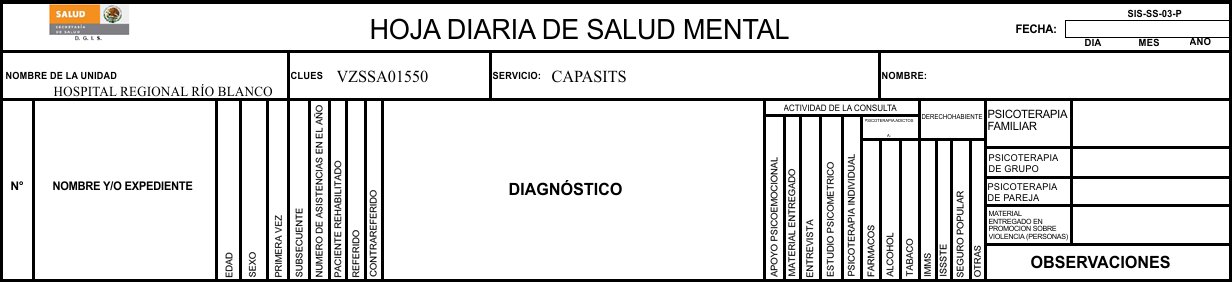 SALUD
SECRETARÍA
DE SALUD
D. G. I. S.
HOJA DIARIA DE SALUD MENTAL
SIS-SS-03-P
FECHA:
DIA MES AÑO
NOMBRE DE LA UNIDAD
HOSPITAL REGIONAL RÍO BLANCO
CLUES VZSSA01550
SERVICIO: CAPASITS
NOMBRE:
N°
NOMBRE Y/O EXPEDIENTE
EDAD
SEXO
PRIMERA VEZ
SUBSECUENTE
NUMERO DE ASISTENCIAS EN EL AÑO
PACIENTE REHABILITADO
REFERIDO
CONTRAREFERIDO
DIAGNÓSTICO
ACTIVIDAD DE LA CONSULTA
APOYO PSICOEMOCIONAL
MATERIAL ENTREGADO
ENTREVISTA
ESTUDIO PSICOMETRICO
PSICOTERAPIA INDIVIDUAL
PSICOTERAPIA ADICTOS
A:
FARMACOS
ALCOHOL
TABACO
DERECHOHABIENTE
IMMS
ISSSTE
SEGURO POPULAR
OTRAS
PSICOTERAPIA
FAMILIAR
PSICOTERAPIA
DE GRUPO
PSICOTERAPIA
DE PAREJA
MATERIAL
ENTREGADO EN
PROMOCION SOBRE
VIOLENCIA (PERSONAS)
OBSERVACIONES